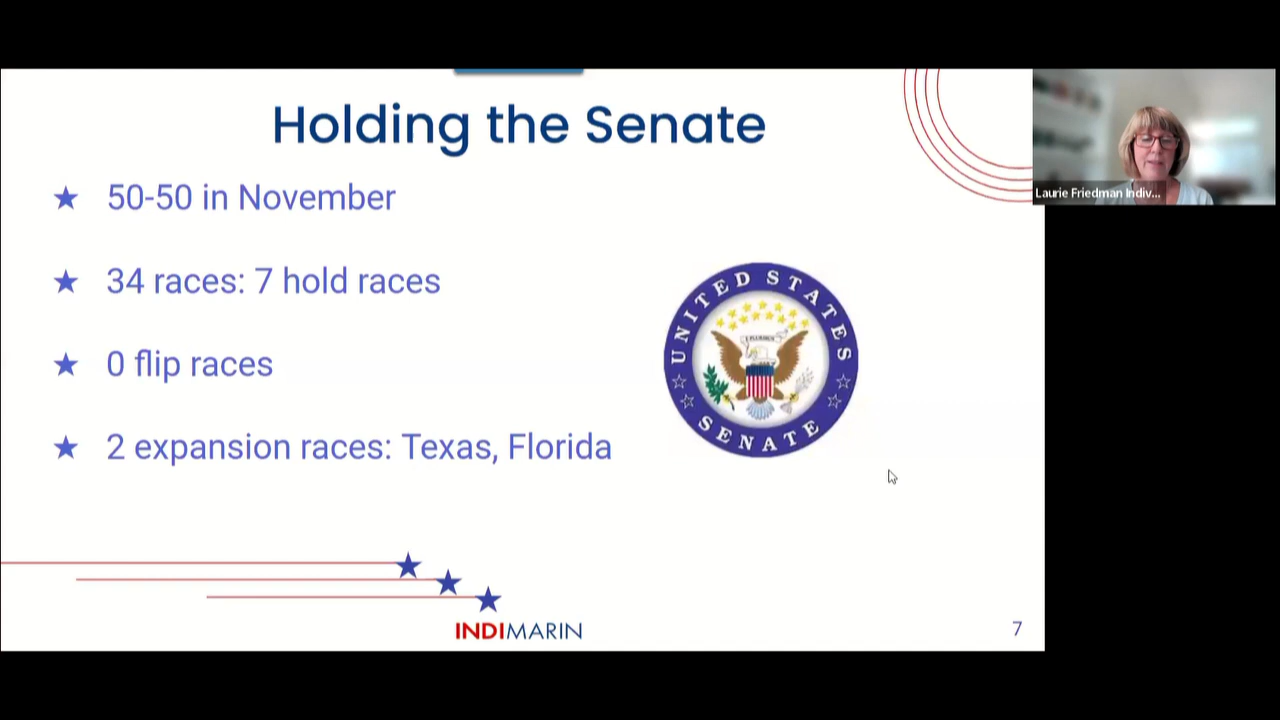 Holding the Senate
50-50 in November
34 races: 7 hold races
0 flip races
2 expansion races: Texas, Florida
UNITED STATES
SENATE
INDIMARIN
7
Laurie Friedman Indiv...